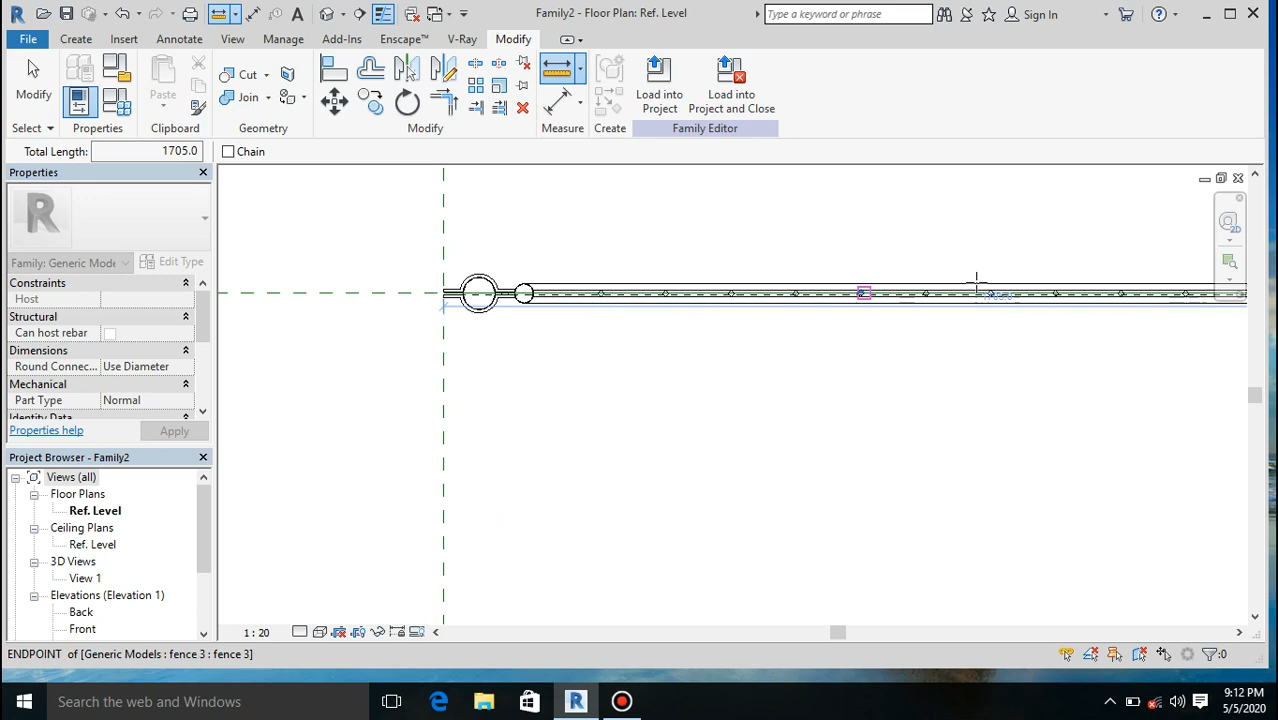 Family2 - Floor Plan: Ref. Level
Type a keyword or phrase
Sign In
File
Create
Insert
Annotate
View
Manage
Add-Ins
Enscape™
V-Ray
Modify
Modify
Paste
Cut
Join
Load into
Project
Load into
Project and Close
Select
Properties
Clipboard
Geometry
Modify
Measure
Create
Family Editor
Total Length:
1705.0
Chain
Properties
Family: Generic Mode
Edit Type
Constraints
Host
Structural
Can host rebar
Dimensions
Round Connec...
Use Diameter
Mechanical
Part Type
Normal
Identity Data
Properties help
Apply
Project Browser - Family2
Views (all)
Floor Plans
Ref. Level
Ceiling Plans
Ref. Level
3D Views
View 1
Elevations (Elevation 1)
Back
Front
2D
1 : 20
:0
ENDPOINT of [Generic Models : fence 3 : fence 3]
Search the web and Windows
9:12 PM
5/5/2020